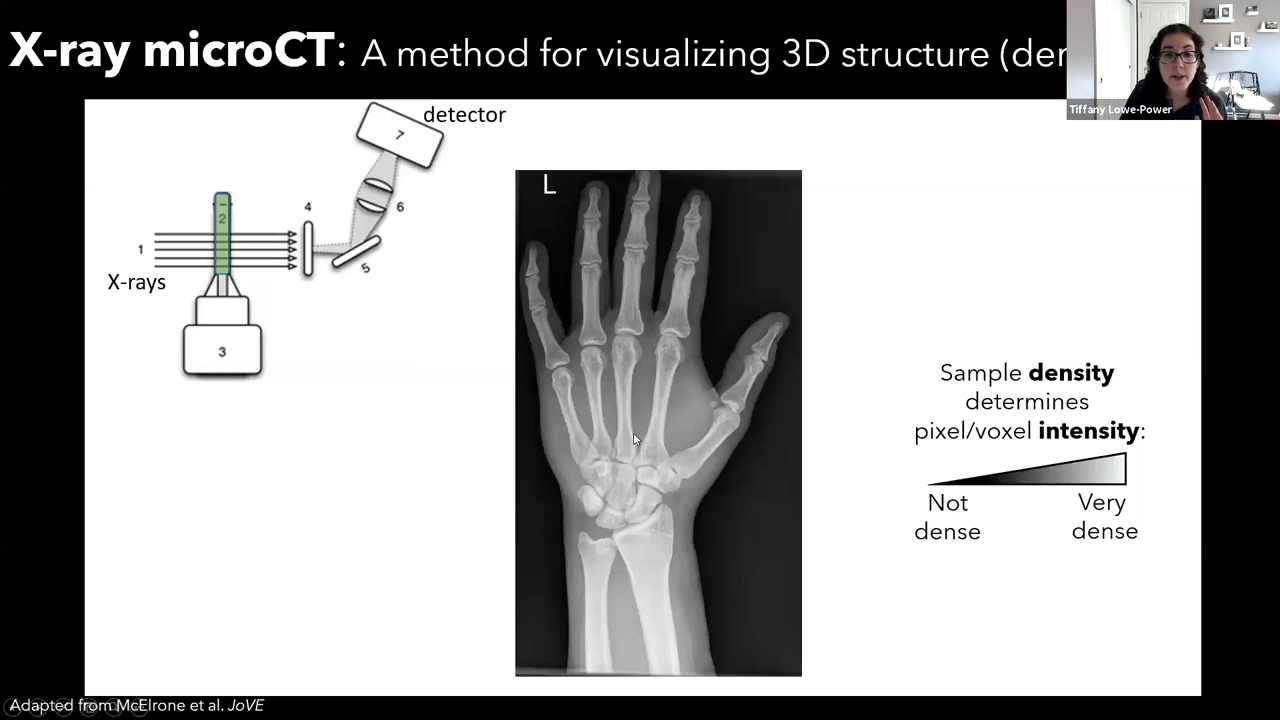 X-ray microCT: A method for visualizing 3D structure (den
Tiffany Lowe-Power
detector
7
4
6
2
1
5
X-rays
3
L
Sample density
determines
pixel/voxel intensity:
Not dense
Very dense
Adapted from McElrone et al. JoVE